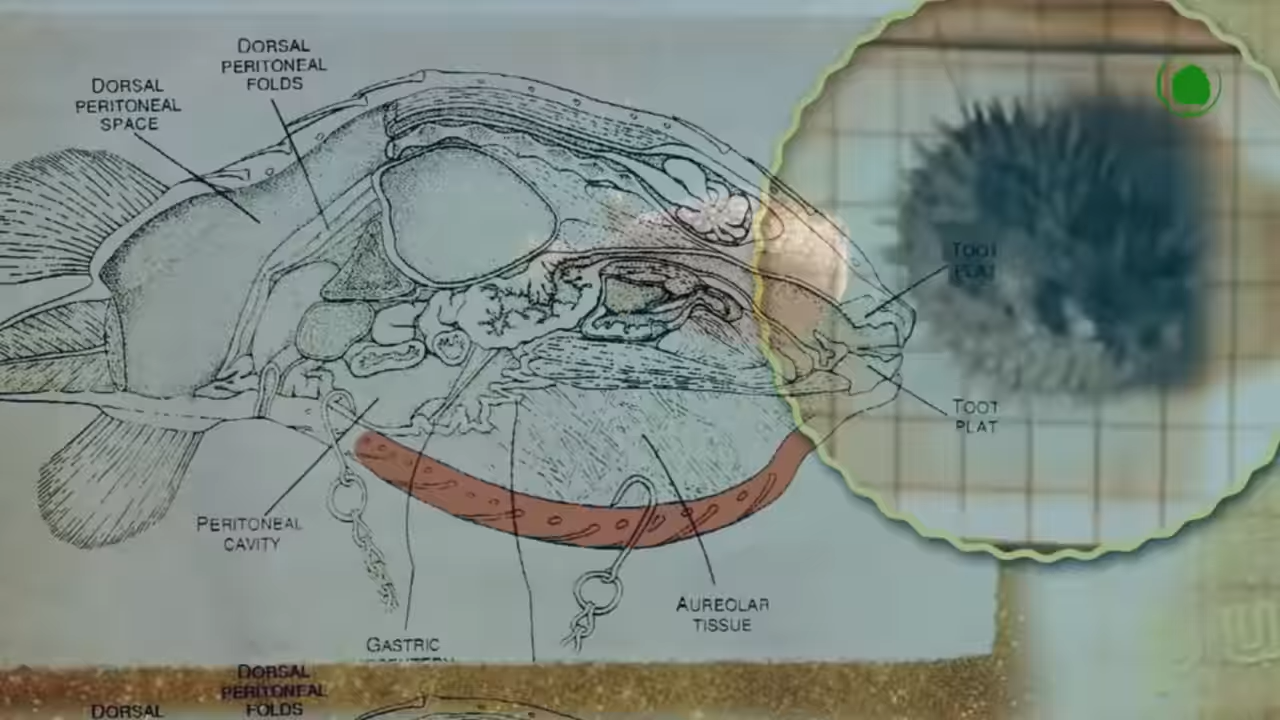 DORSAL
PERITONEAL
FOLDS
DORSAL
PERITONEAL
SPACE
TOOT
PLAT
TOOT
PLAT
PERITONEAL
CAVITY
AUREOLAR
TISSUE
GASTRIC
DORSAL
PERITONEAL
FOLDS
DORSAL